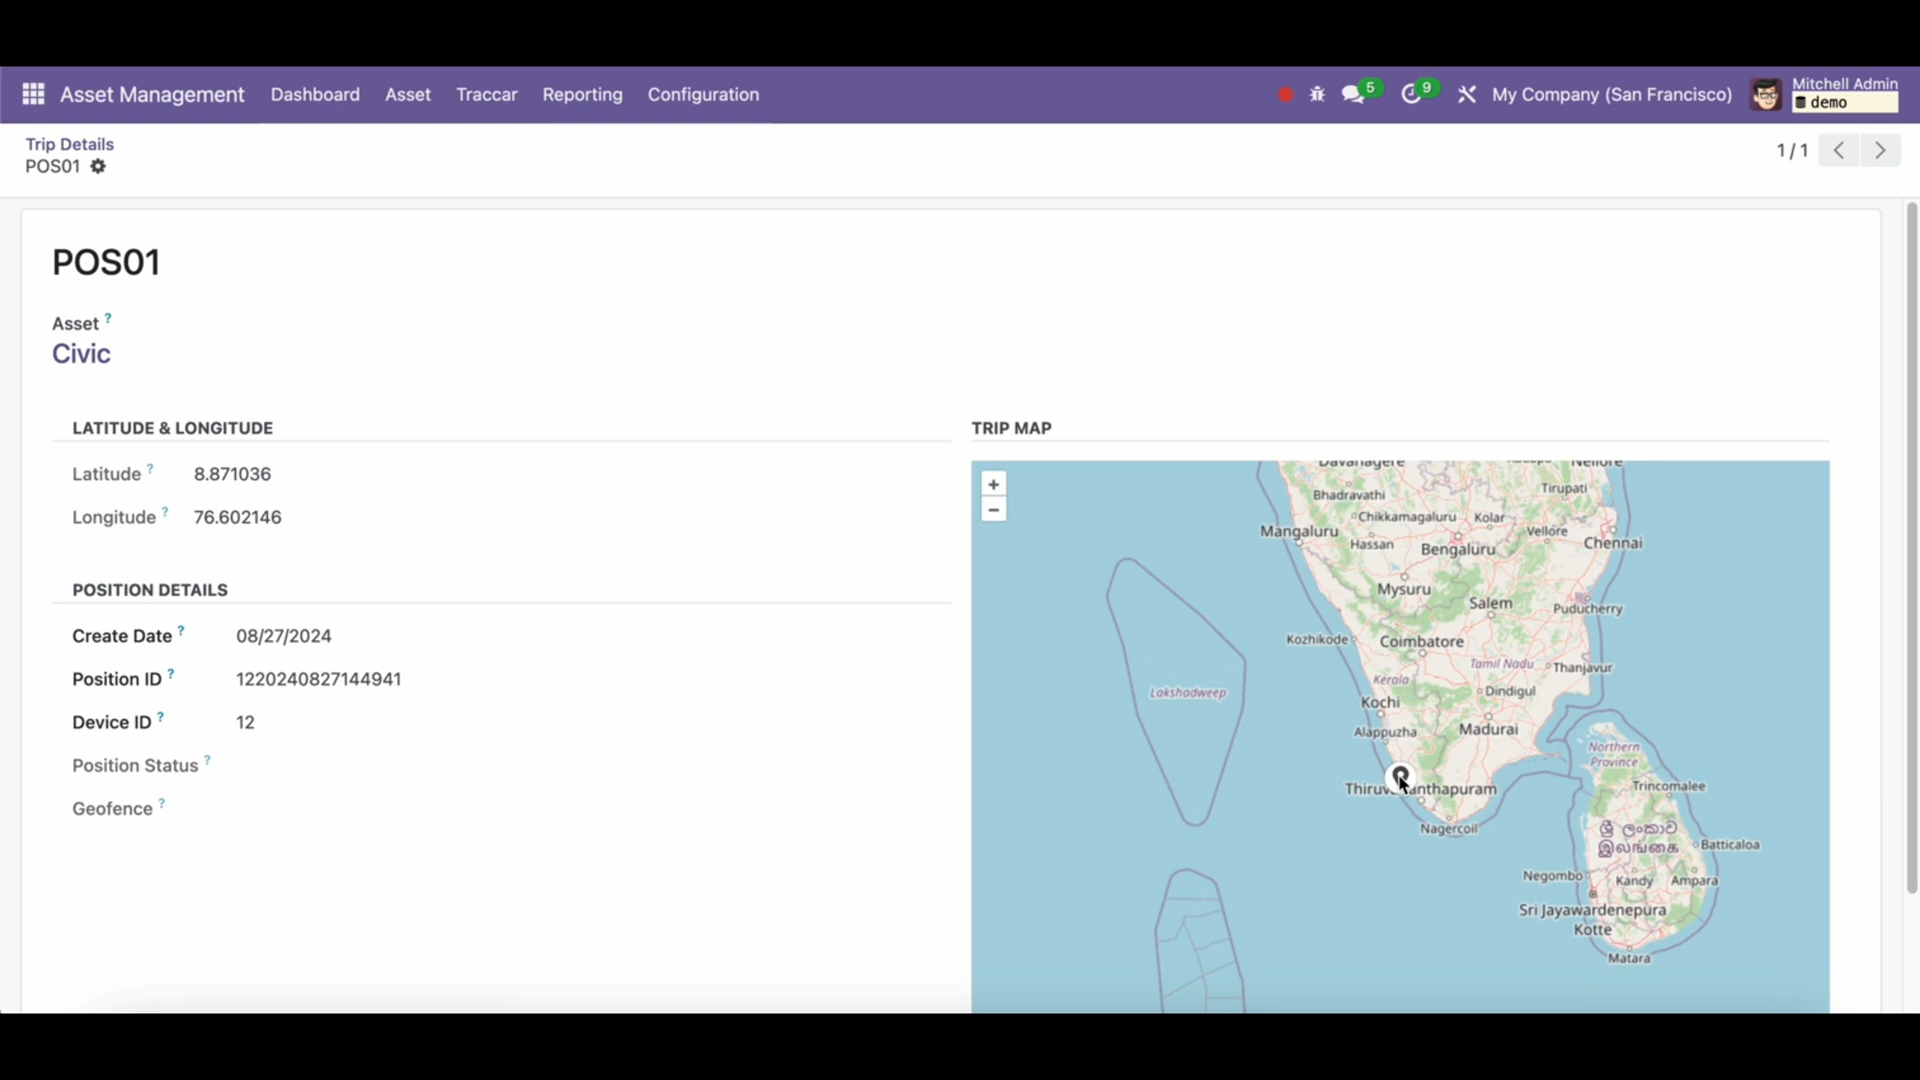 Asset Management Dashboard Asset Traccar Reporting Configuration 5 9 My Company (San Francisco) Mitchell Admin
demo
Trip Details
POS01
1 / 1
POS01
Asset ?
Civic
LATITUDE & LONGITUDE
Latitude ? 8.871036
Longitude ? 76.602146
POSITION DETAILS
Create Date ? 08/27/2024
Position ID ? 1220240827144941
Device ID ? 12
Position Status ?
Geofence ?
TRIP MAP
+
−
Davanagere
Nellore
Bhadravathi
Tirupati
Chikkamagaluru
Kolar
Mangaluru
Hassan
Bengaluru
Vellore
Chennai
Mysuru
Salem
Puducherry
Kozhikode
Coimbatore
Tamil Nadu
Thanjavur
Kerala
Lakshadweep
Dindigul
Kochi
Alappuzha
Madurai
Northern
Province
Trincomalee
Nagercoil
ශ්‍රී ලංකාව
இலங்கை
Batticaloa
Negombo
Kandy
Ampara
Sri Jayawardenepura
Kotte
Matara